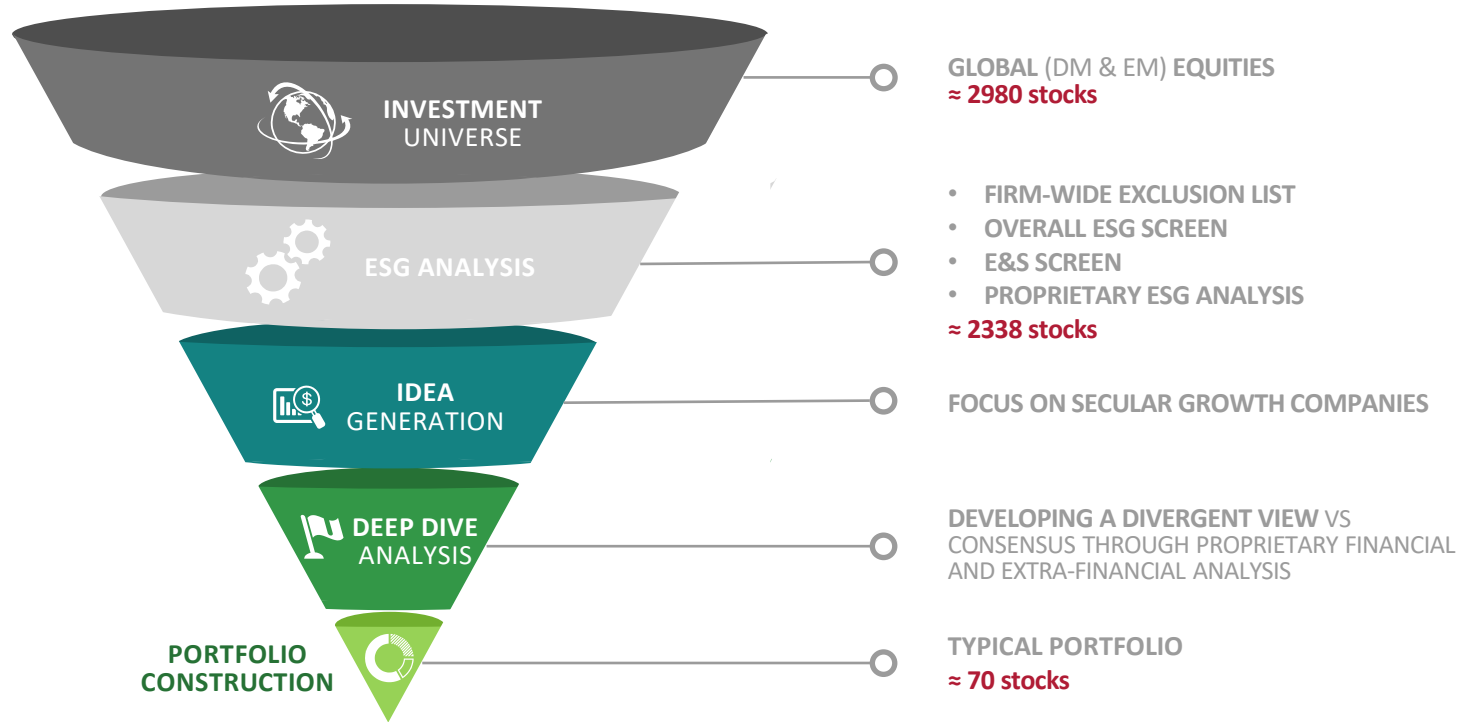 INVESTMENT
UNIVERSE
GLOBAL (DM & EM) EQUITIES
≈ 2980 stocks
ESG ANALYSIS
• FIRM-WIDE EXCLUSION LIST
• OVERALL ESG SCREEN
• E&S SCREEN
• PROPRIETARY ESG ANALYSIS
≈ 2338 stocks
IDEA
GENERATION
$
FOCUS ON SECULAR GROWTH COMPANIES
DEEP DIVE
ANALYSIS
DEVELOPING A DIVERGENT VIEW VS
CONSENSUS THROUGH PROPRIETARY FINANCIAL
AND EXTRA-FINANCIAL ANALYSIS
PORTFOLIO
CONSTRUCTION
TYPICAL PORTFOLIO
≈ 70 stocks